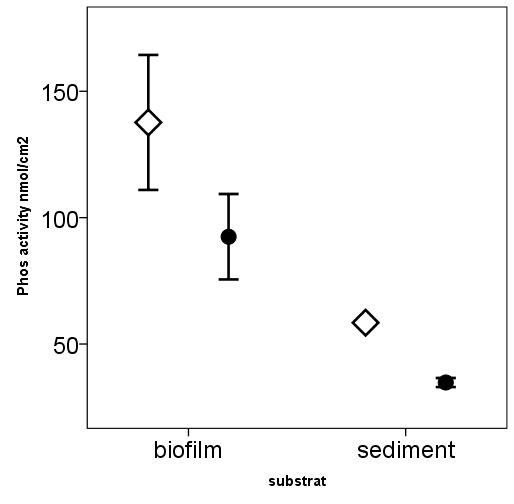 150
100
50
Phos activity nmol/cm2
biofilm sediment
substrat